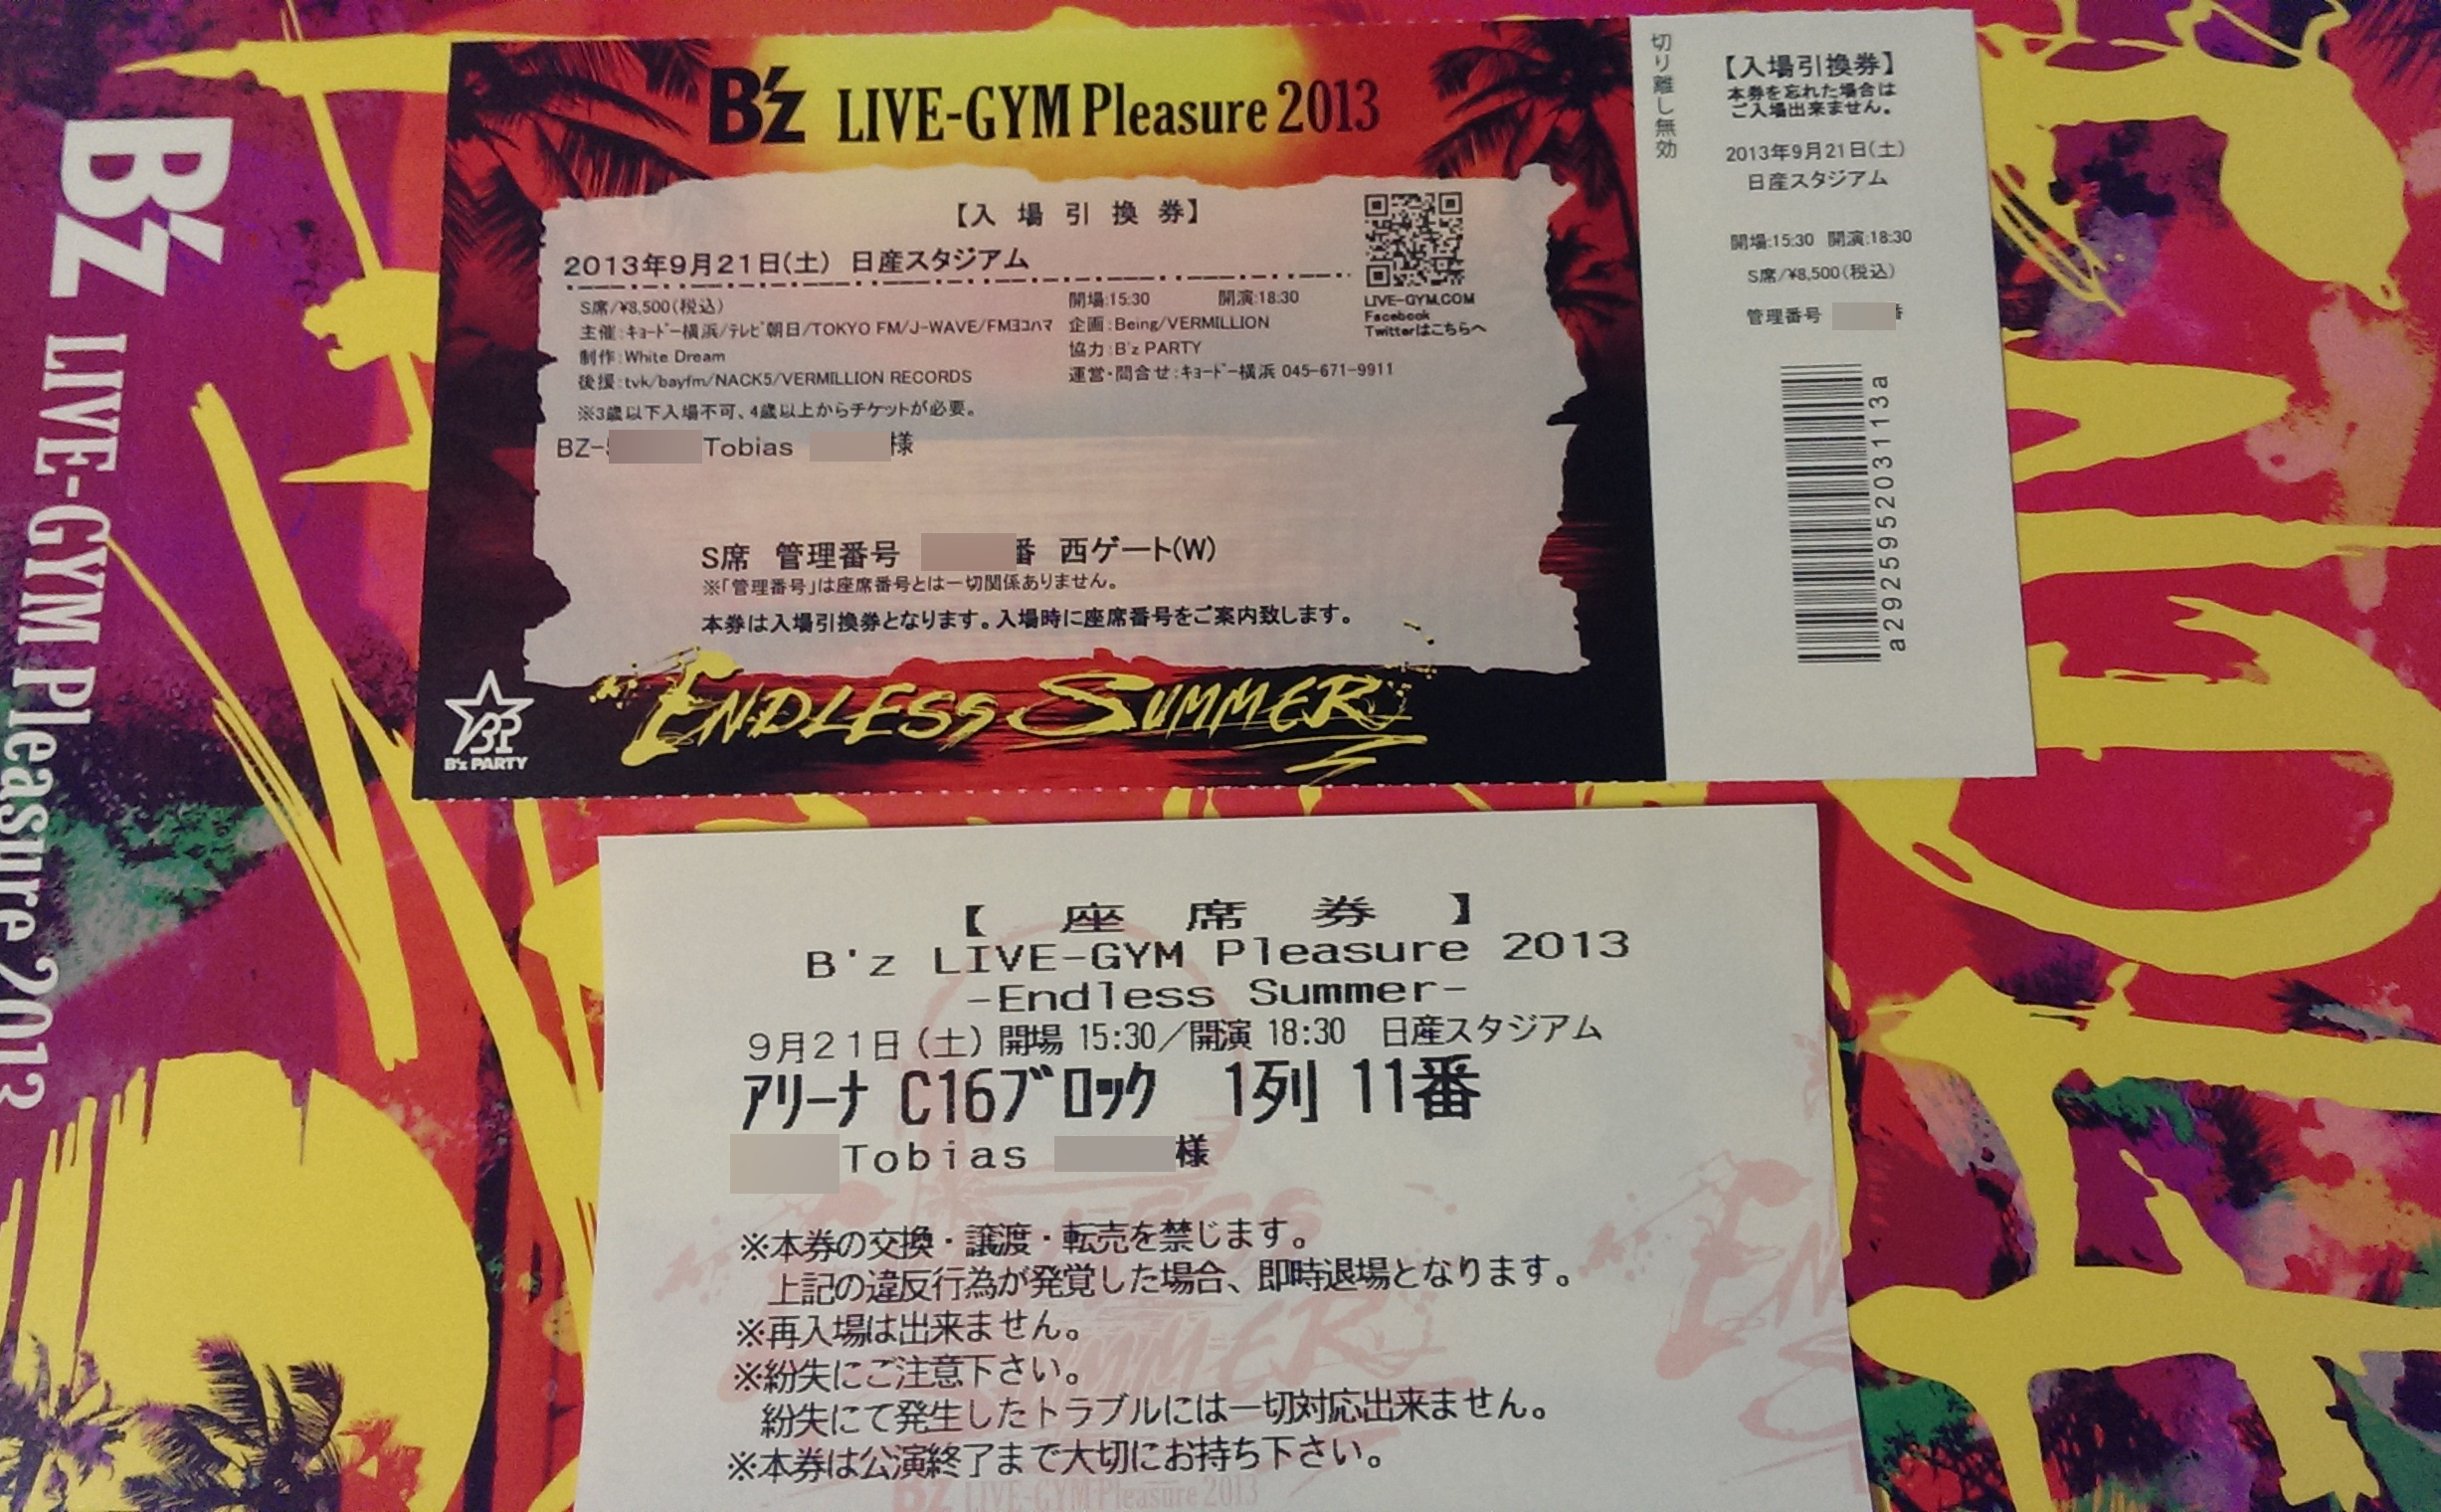 B'z LIVE-GYM Pleasure 2013
B'z LIVE-GYM Pleasure 2013
【入場引換券】
2013年9月21日(土) 日産スタジアム
S席/¥8,500(税込)
開場:15:30 開演:18:30
主催:キョードー横浜/テレビ朝日/TOKYO FM/J-WAVE/FMヨコハマ
企画:Being/VERMILLION
制作:White Dream
協力:B'z PARTY
後援:tvk/bayfm/NACK5/VERMILLION RECORDS
運営・問合せ:キョードー横浜 045-671-9911
※3歳以下入場不可、4歳以上からチケットが必要。
LIVE-GYM.COM
Facebook
Twitterはこちらへ
BZ- Tobias 様
S席 管理番号 番 西ゲート(W)
※「管理番号」は座席番号とは一切関係ありません。
本券は入場引換券となります。入場時に座席番号をご案内致します。
ENDLESS SUMMER
B'z PARTY
切り離し無効
【入場引換券】
本券を忘れた場合は
ご入場出来ません。
2013年9月21日(土)
日産スタジアム
開場:15:30 開演:18:30
S席/¥8,500(税込)
管理番号 番
a29255952031113a
【座席券】
B'z LIVE-GYM Pleasure 2013
-Endless Summer-
9月21日(土)開場 15:30/開演 18:30 日産スタジアム
アリーナ C16ブロック 1列 11番
Tobias 様
※本券の交換・譲渡・転売を禁じます。
上記の違反行為が発覚した場合、即時退場となります。
※再入場は出来ません。
※紛失にご注意下さい。
紛失にて発生したトラブルには一切対応出来ません。
※本券は公演終了まで大切にお持ち下さい。
B'z LIVE-GYM Pleasure 2013